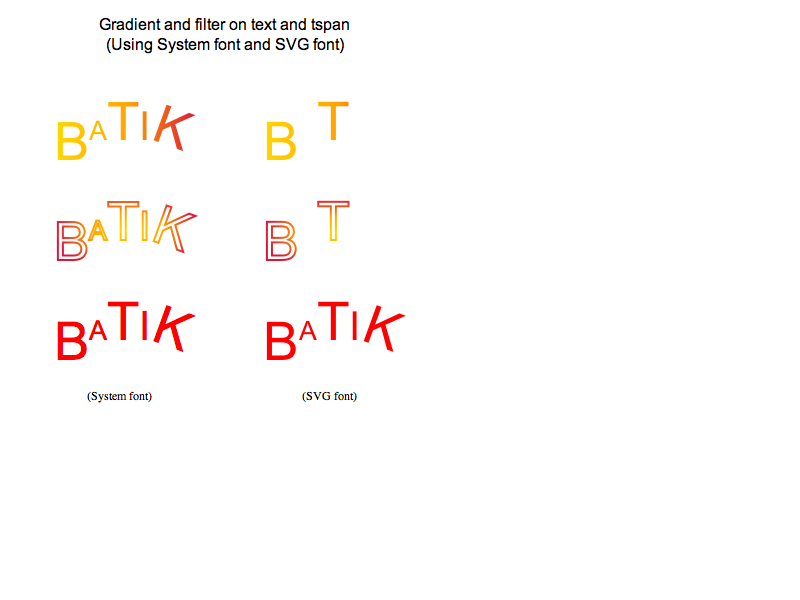 Gradient and filter on text and tspan
(Using System font and SVG font)
BATIK B T
BATIK B T
BATIK BATIK
(System font) (SVG font)